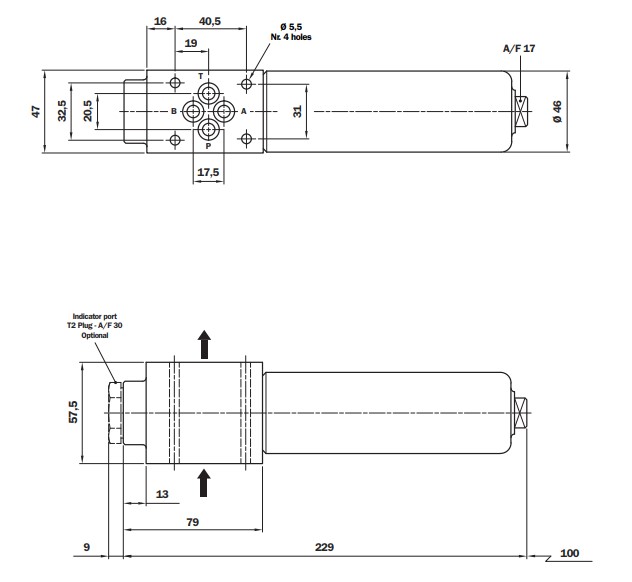 16
40,5
Ø 5,5
Nr. 4 holes
19
A/F 17
T
47
32,5
20,5
B
A
31
Ø 46
P
17,5
Indicator port
T2 Plug - A/F 30
Optional
57,5
13
79
9
229
100